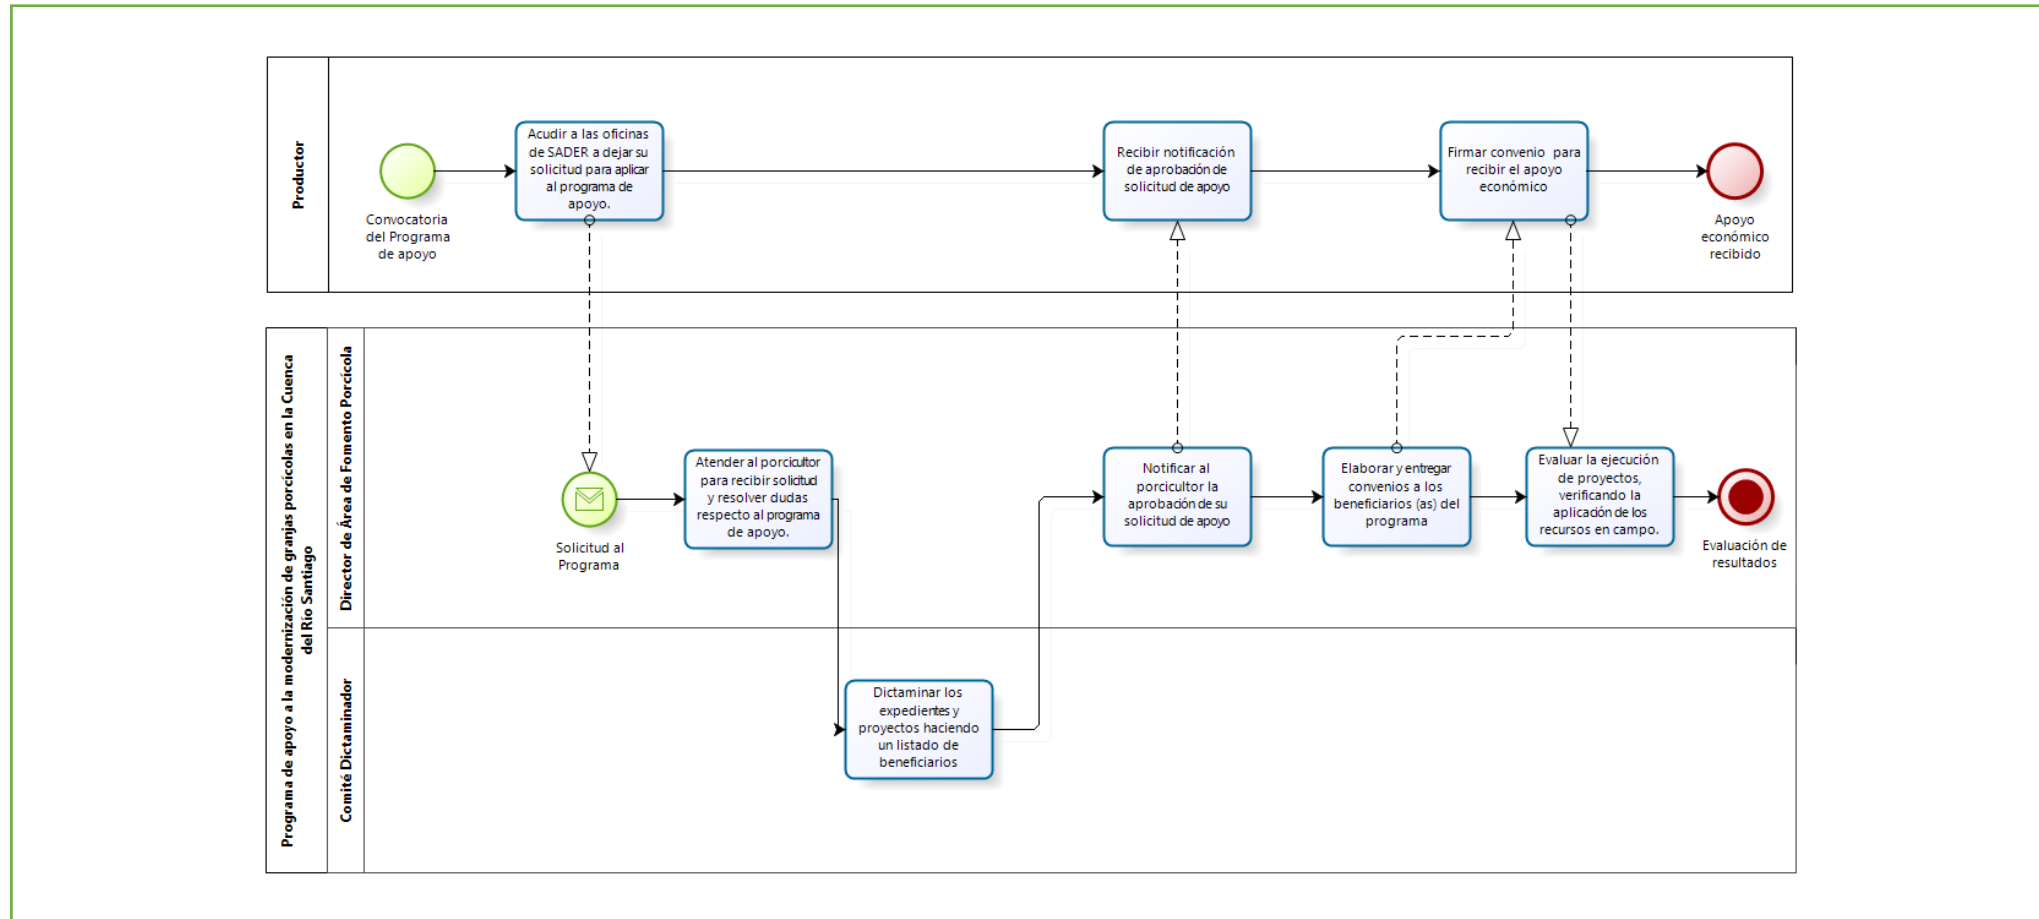 Productor
Convocatoria
del Programa
de apoyo
Acudir a las oficinas
de SADER a dejar su
solicitud para aplicar
al programa de
apoyo.
Recibir notificación
de aprobación de
solicitud de apoyo
Firmar convenio para
recibir el apoyo
económico
Apoyo
económico
recibido
Programa de apoyo a la modernización de granjas porcícolas en la Cuenca
del Río Santiago
Director de Área de Fomento Porcícola
Solicitud al
Programa
Atender al porcicultor
para recibir solicitud
y resolver dudas
respecto al programa
de apoyo.
Notificar al
porcicultor la
aprobación de su
solicitud de apoyo
Elaborar y entregar
convenios a los
beneficiarios (as) del
programa
Evaluar la ejecución
de proyectos,
verificando la
aplicación de los
recursos en campo.
Evaluación de
resultados
Comité Dictaminador
Dictaminar los
expedientes y
proyectos haciendo
un listado de
beneficiarios